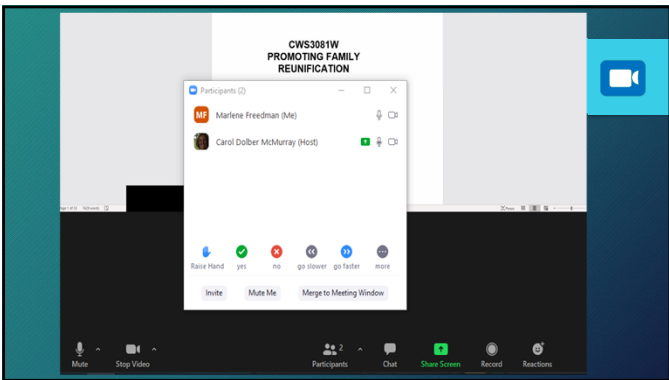 CWS3081W
PROMOTING FAMILY
REUNIFICATION
Participants (2)
MF Marlene Freedman (Me)
Carol Dolber McMurray (Host)
Raise Hand yes no go slower go faster more
Invite Mute Me Merge to Meeting Window
Mute Stop Video Participants 2 Chat Share Screen Record Reactions